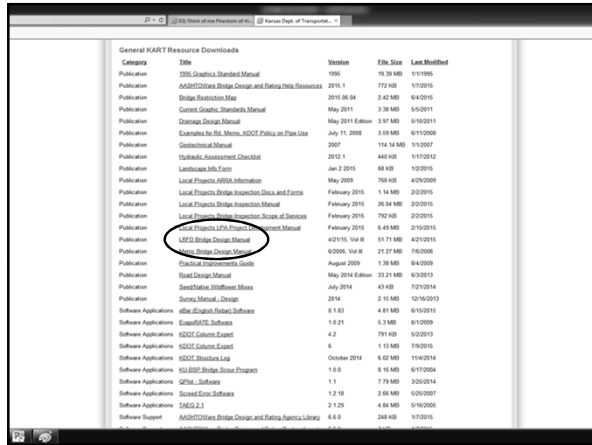 (1) Think of me Phantom of th...
Kansas Dept. of Transportat...
General KART Resource Downloads
Category Title Version File Size Last Modified
Publication 1995 Graphics Standard Manual 1995 19.39 MB 1/1/1995
Publication AASHTOWare Bridge Design and Rating Help Resources 2015.1 772 KB 1/7/2015
Publication Bridge Restriction Map 2015.06.04 2.42 MB 6/4/2015
Publication Current Graphic Standards Manual May 2011 3.38 MB 5/5/2011
Publication Drainage Design Manual May 2011 Edition 3.97 MB 5/10/2011
Publication Examples for Rd. Memo, KDOT Policy on Pipe Use July 11, 2008 3.59 MB 6/11/2008
Publication Geotechnical Manual 2007 114.14 MB 1/1/2007
Publication Hydraulic Assessment Checklist 2012.1 440 KB 1/17/2012
Publication Landscape Info Form Jan 2 2015 68 KB 1/2/2015
Publication Local Projects ARRA Information May 2009 768 KB 4/29/2009
Publication Local Projects Bridge Inspection Docs and Forms February 2015 1.14 MB 2/2/2015
Publication Local Projects Bridge Inspection Manual February 2015 26.04 MB 2/2/2015
Publication Local Projects Bridge Inspection Scope of Services February 2015 792 KB 2/2/2015
Publication Local Projects LPA Project Development Manual February 2015 6.49 MB 2/15/2015
Publication LRFD Bridge Design Manual 4/21/15, Vol III 51.71 MB 4/21/2015
Publication Metric Bridge Design Manual 6/2006, Vol III 21.27 MB 7/6/2006
Publication Practical Improvements Guide August 2009 1.38 MB 8/4/2009
Publication Road Design Manual May 2014 Edition 33.21 MB 6/3/2013
Publication Seed/Native Wildflower Mixes July 2014 43 KB 7/21/2014
Publication Survey Manual - Design 2014 2.15 MB 12/16/2013
Software Applications eBar (English Rebar) Software 0.1.83 4.81 MB 6/15/2015
Software Applications EvapoRATE Software 1.0.21 5.3 MB 6/1/2009
Software Applications KDOT Column Expert 4.2 791 KB 5/2/2013
Software Applications KDOT Column Expert 6 1.13 MB 7/9/2015
Software Applications KDOT Structure Log October 2014 6.02 MB 11/4/2014
Software Applications KU-BSP Bridge Scour Program 1.0.0 8.16 MB 6/17/2004
Software Applications QPlot - Software 1.1 7.79 MB 3/25/2014
Software Applications Screed Error Software 1.2.18 2.66 MB 5/25/2007
Software Applications TAEG 2.1 2.1.29 4.84 MB 5/16/2005
Software Support AASHTOWare Bridge Design and Rating Agency Library 6.6.0 248 KB 1/7/2015